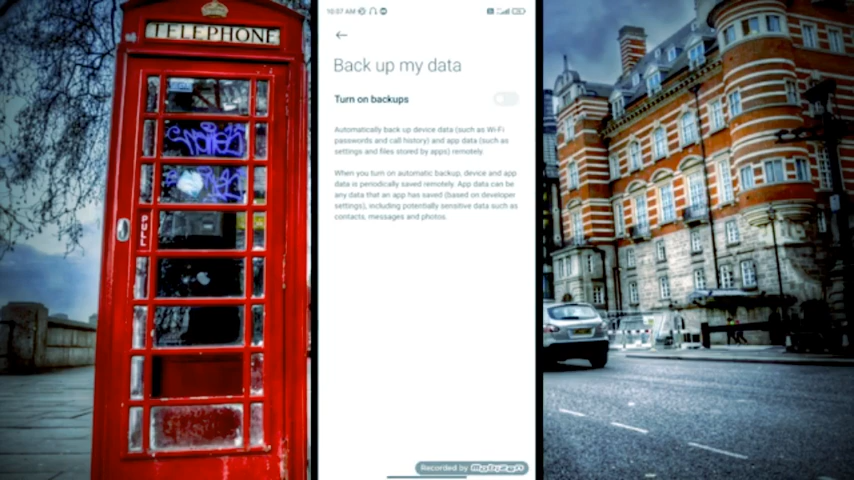 TELEPHONE
PULL
10:57 AM
Back up my data
Turn on backups
Automatically back up device data (such as Wi-Fi
passwords and call history) and app data (such as
settings and files stored by apps) remotely.
When you turn on automatic backup, device and app
data is periodically saved remotely. App data can be
any data that an app has saved (based on developer
settings), including potentially sensitive data such as
contacts, messages and photos.
Recorded by Mobizen